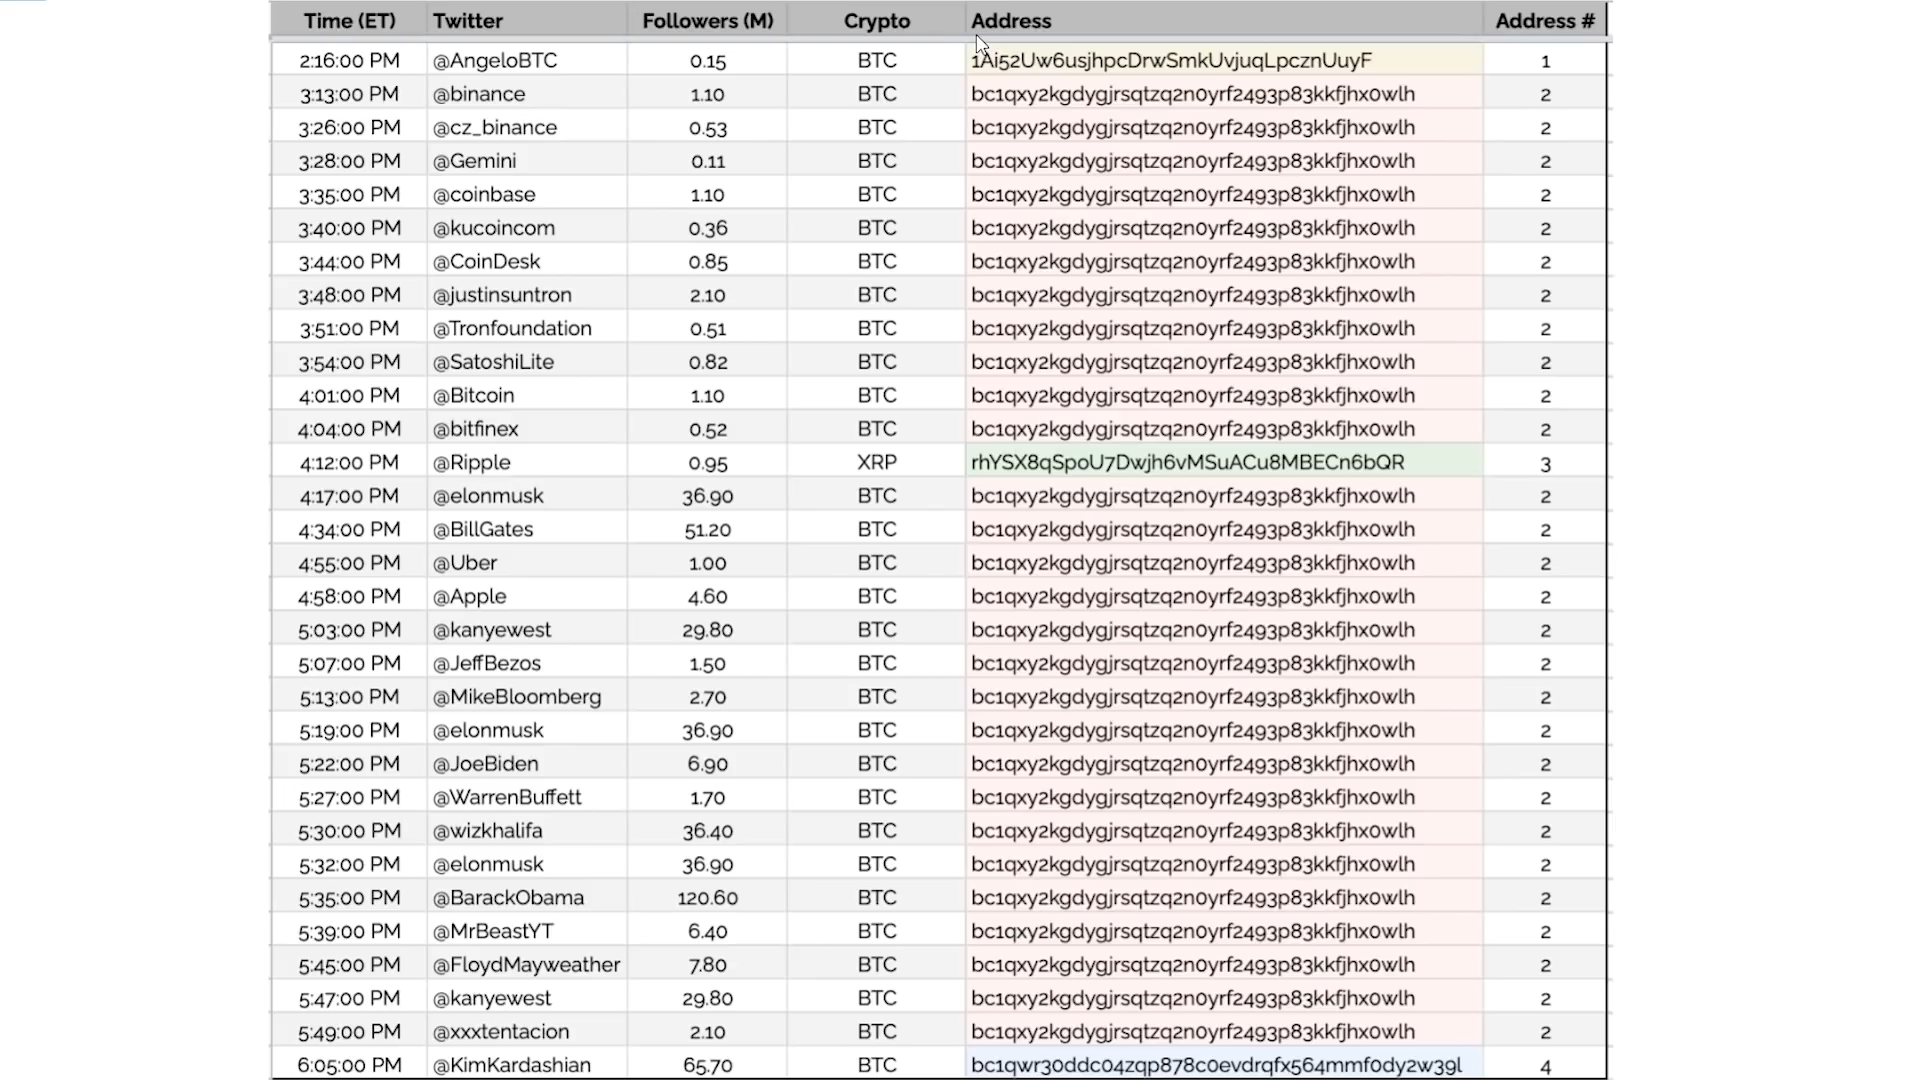 Time (ET) Twitter Followers (M) Crypto Address Address #
2:16:00 PM @AngeloBTC 0.15 BTC 1Ai52Uw6usjhpcDrwSmkUvjuqLpcznUuyF 1
3:13:00 PM @binance 1.10 BTC bc1qxy2kgdygjrsqtzq2n0yrf2493p83kkfjhx0wlh 2
3:26:00 PM @cz_binance 0.53 BTC bc1qxy2kgdygjrsqtzq2n0yrf2493p83kkfjhx0wlh 2
3:28:00 PM @Gemini 0.11 BTC bc1qxy2kgdygjrsqtzq2n0yrf2493p83kkfjhx0wlh 2
3:35:00 PM @coinbase 1.10 BTC bc1qxy2kgdygjrsqtzq2n0yrf2493p83kkfjhx0wlh 2
3:40:00 PM @kucoincom 0.36 BTC bc1qxy2kgdygjrsqtzq2n0yrf2493p83kkfjhx0wlh 2
3:44:00 PM @CoinDesk 0.85 BTC bc1qxy2kgdygjrsqtzq2n0yrf2493p83kkfjhx0wlh 2
3:48:00 PM @justinsuntron 2.10 BTC bc1qxy2kgdygjrsqtzq2n0yrf2493p83kkfjhx0wlh 2
3:51:00 PM @Tronfoundation 0.51 BTC bc1qxy2kgdygjrsqtzq2n0yrf2493p83kkfjhx0wlh 2
3:54:00 PM @SatoshiLite 0.82 BTC bc1qxy2kgdygjrsqtzq2n0yrf2493p83kkfjhx0wlh 2
4:01:00 PM @Bitcoin 1.10 BTC bc1qxy2kgdygjrsqtzq2n0yrf2493p83kkfjhx0wlh 2
4:04:00 PM @bitfinex 0.52 BTC bc1qxy2kgdygjrsqtzq2n0yrf2493p83kkfjhx0wlh 2
4:12:00 PM @Ripple 0.95 XRP rhYSX8qSpoU7Dwjh6vMSuACu8MBECn6bQR 3
4:17:00 PM @elonmusk 36.90 BTC bc1qxy2kgdygjrsqtzq2n0yrf2493p83kkfjhx0wlh 2
4:34:00 PM @BillGates 51.20 BTC bc1qxy2kgdygjrsqtzq2n0yrf2493p83kkfjhx0wlh 2
4:55:00 PM @Uber 1.00 BTC bc1qxy2kgdygjrsqtzq2n0yrf2493p83kkfjhx0wlh 2
4:58:00 PM @Apple 4.60 BTC bc1qxy2kgdygjrsqtzq2n0yrf2493p83kkfjhx0wlh 2
5:03:00 PM @kanyewest 29.80 BTC bc1qxy2kgdygjrsqtzq2n0yrf2493p83kkfjhx0wlh 2
5:07:00 PM @JeffBezos 1.50 BTC bc1qxy2kgdygjrsqtzq2n0yrf2493p83kkfjhx0wlh 2
5:13:00 PM @MikeBloomberg 2.70 BTC bc1qxy2kgdygjrsqtzq2n0yrf2493p83kkfjhx0wlh 2
5:19:00 PM @elonmusk 36.90 BTC bc1qxy2kgdygjrsqtzq2n0yrf2493p83kkfjhx0wlh 2
5:22:00 PM @JoeBiden 6.90 BTC bc1qxy2kgdygjrsqtzq2n0yrf2493p83kkfjhx0wlh 2
5:27:00 PM @WarrenBuffett 1.70 BTC bc1qxy2kgdygjrsqtzq2n0yrf2493p83kkfjhx0wlh 2
5:30:00 PM @wizkhalifa 36.40 BTC bc1qxy2kgdygjrsqtzq2n0yrf2493p83kkfjhx0wlh 2
5:32:00 PM @elonmusk 36.90 BTC bc1qxy2kgdygjrsqtzq2n0yrf2493p83kkfjhx0wlh 2
5:35:00 PM @BarackObama 120.60 BTC bc1qxy2kgdygjrsqtzq2n0yrf2493p83kkfjhx0wlh 2
5:39:00 PM @MrBeastYT 6.40 BTC bc1qxy2kgdygjrsqtzq2n0yrf2493p83kkfjhx0wlh 2
5:45:00 PM @FloydMayweather 7.80 BTC bc1qxy2kgdygjrsqtzq2n0yrf2493p83kkfjhx0wlh 2
5:47:00 PM @kanyewest 29.80 BTC bc1qxy2kgdygjrsqtzq2n0yrf2493p83kkfjhx0wlh 2
5:49:00 PM @xxxtentacion 2.10 BTC bc1qxy2kgdygjrsqtzq2n0yrf2493p83kkfjhx0wlh 2
6:05:00 PM @KimKardashian 65.70 BTC bc1qwr30ddc04zqp878c0evdrqfx564mmf0dy2w39l 4